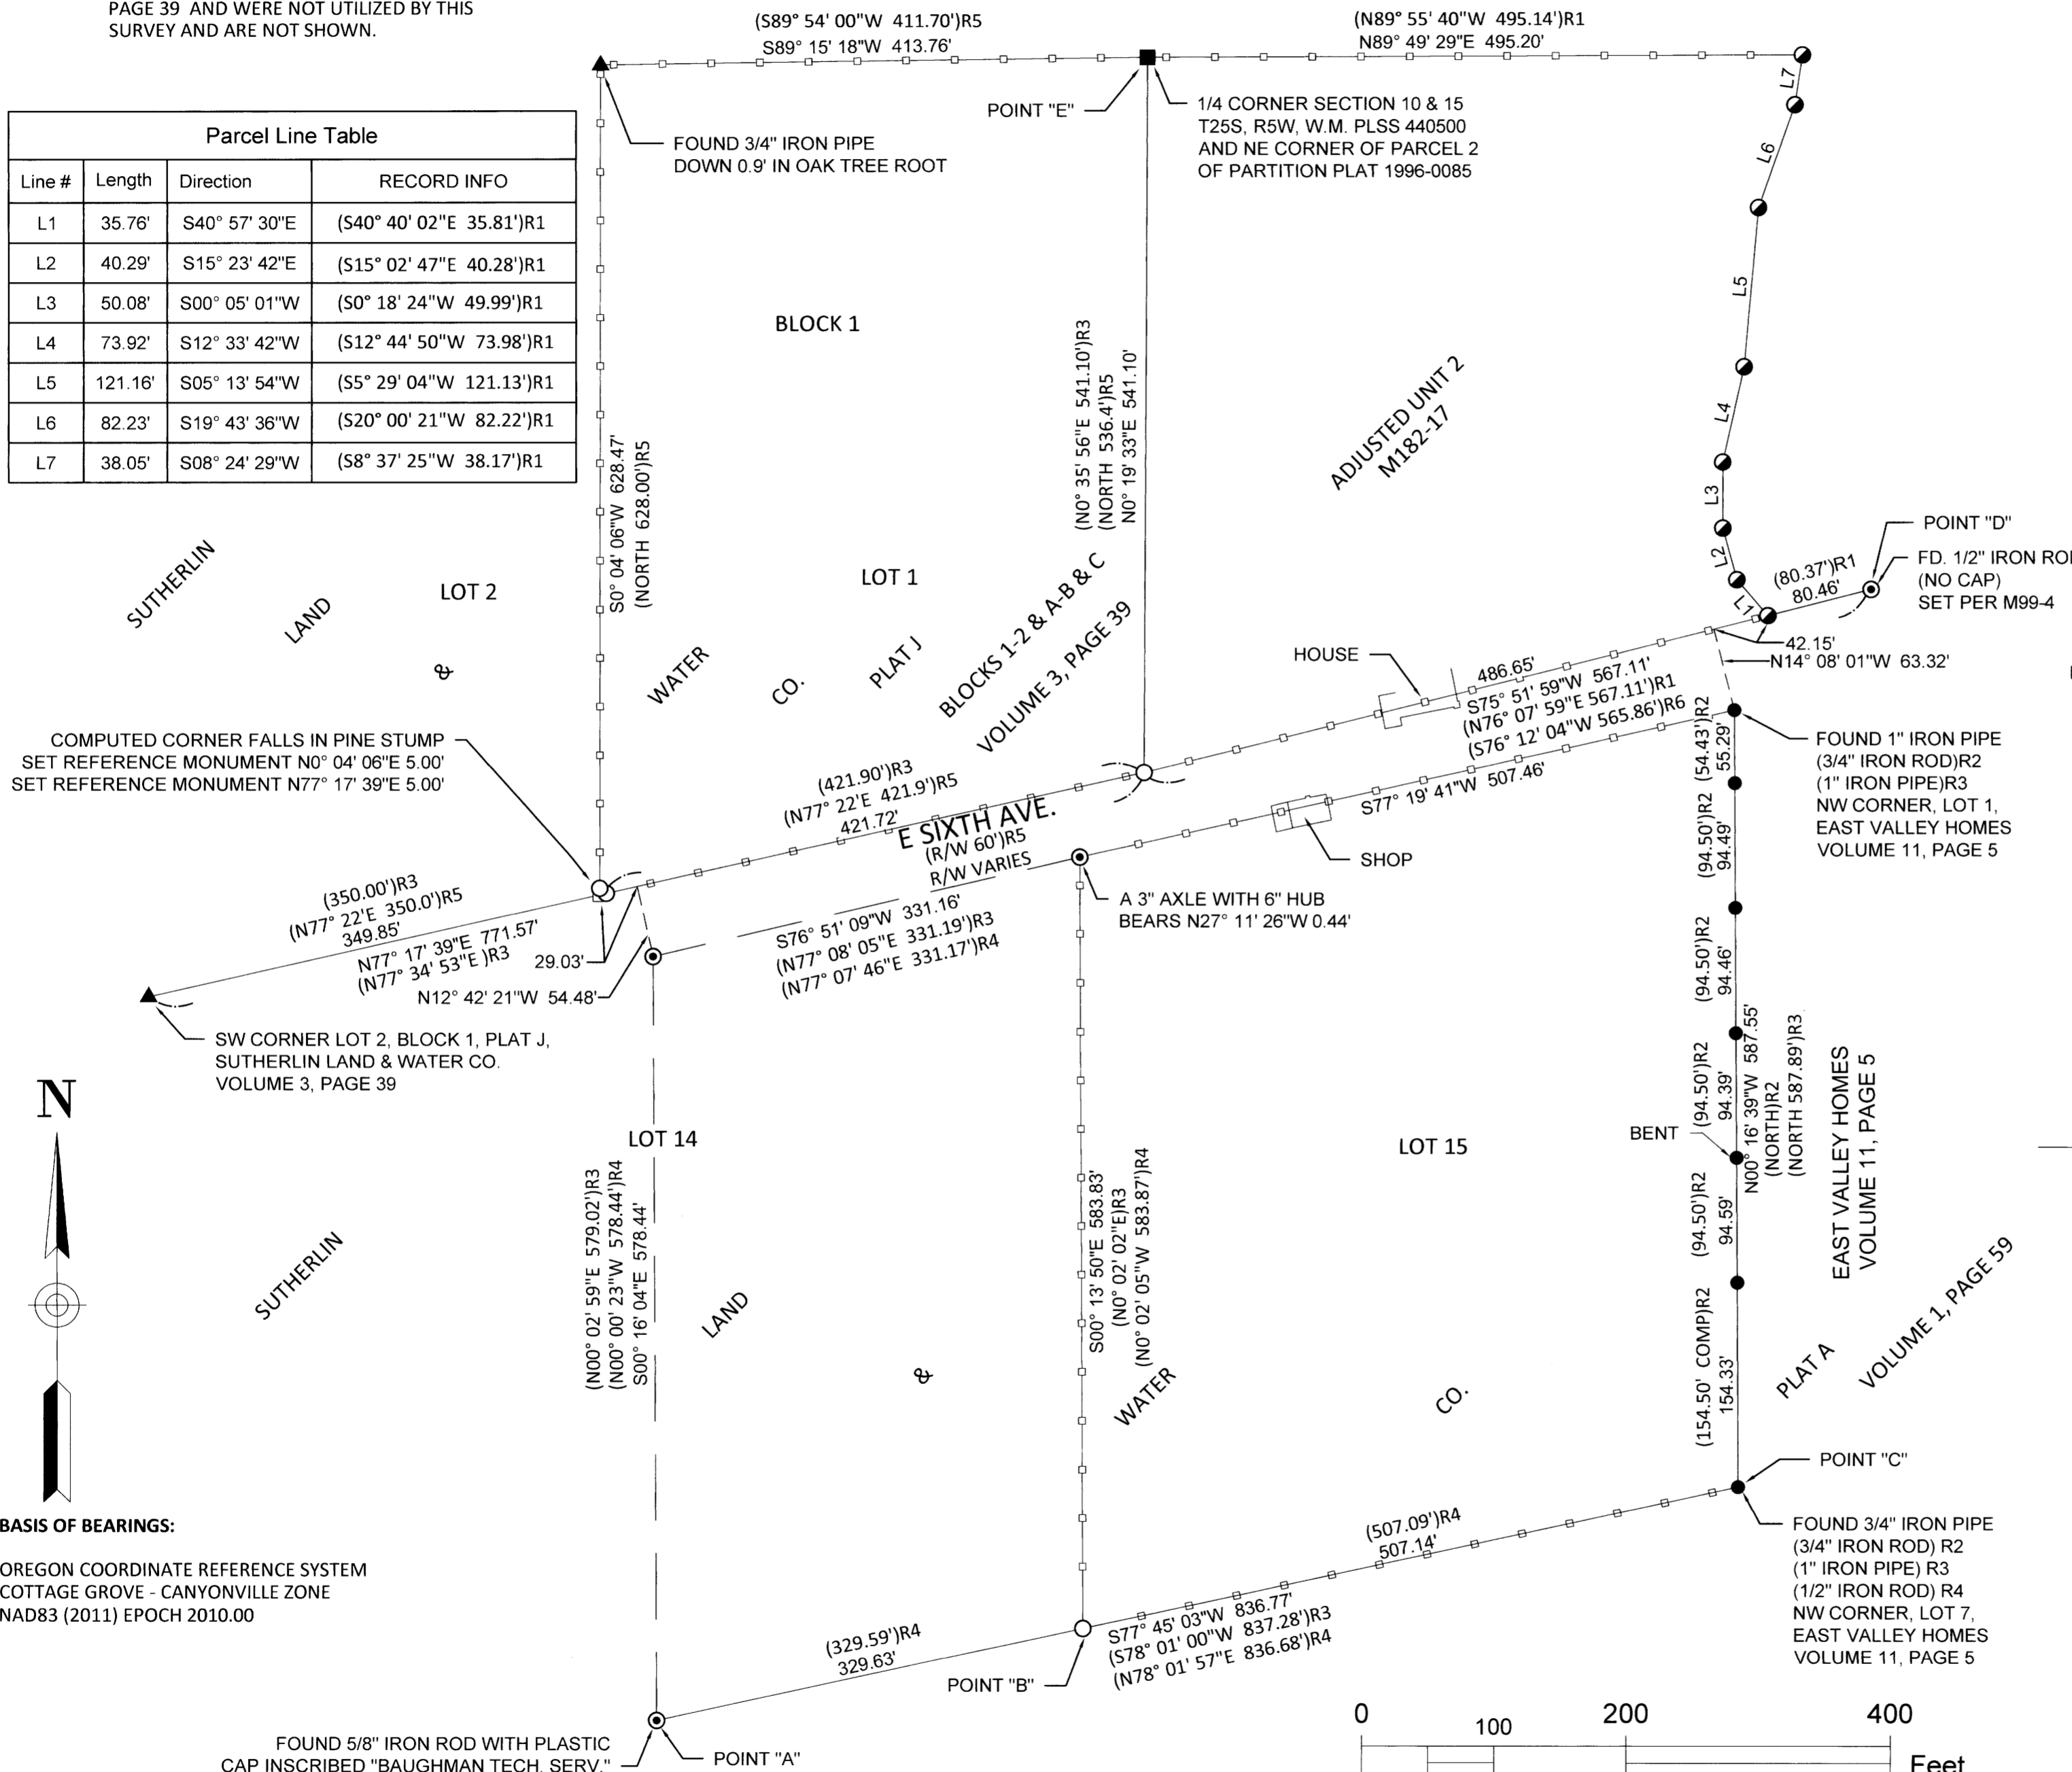 PAGE 39 AND WERE NOT UTILIZED BY THIS
SURVEY AND ARE NOT SHOWN.
(S89° 54' 00"W 411.70')R5
S89° 15' 18"W 413.76'
(N89° 55' 40"W 495.14')R1
N89° 49' 29"E 495.20'
POINT "E"
1/4 CORNER SECTION 10 & 15
T25S, R5W, W.M. PLSS 440500
AND NE CORNER OF PARCEL 2
OF PARTITION PLAT 1996-0085
FOUND 3/4" IRON PIPE
DOWN 0.9' IN OAK TREE ROOT
Parcel Line Table
Line # Length Direction RECORD INFO
L1 35.76' S40° 57' 30"E (S40° 40' 02"E 35.81')R1
L2 40.29' S15° 23' 42"E (S15° 02' 47"E 40.28')R1
L3 50.08' S00° 05' 01"W (S0° 18' 24"W 49.99')R1
L4 73.92' S12° 33' 42"W (S12° 44' 50"W 73.98')R1
L5 121.16' S05° 13' 54"W (S5° 29' 04"W 121.13')R1
L6 82.23' S19° 43' 36"W (S20° 00' 21"W 82.22')R1
L7 38.05' S08° 24' 29"W (S8° 37' 25"W 38.17')R1
L7
L6
L5
L4
L3
L2
L1
BLOCK 1
S0° 04' 06"W 628.47'
(NORTH 628.00')R5
(N0° 35' 56"E 541.10')R3
(NORTH 536.4')R5
N0° 19' 33"E 541.10'
ADJUSTED UNIT 2
M182-17
POINT "D"
FD. 1/2" IRON ROD
(NO CAP)
SET PER M99-4
(80.37')R1
80.46'
42.15'
N14° 08' 01"W 63.32'
SUTHERLIN
LAND
&
LOT 2
LOT 1
WATER
CO.
PLAT J
BLOCKS 1-2 & A-B & C
VOLUME 3, PAGE 39
HOUSE
486.65'
S75° 51' 59"W 567.11'
(N76° 07' 59"E 567.11')R1
(S76° 12' 04"W 565.86')R6
COMPUTED CORNER FALLS IN PINE STUMP
SET REFERENCE MONUMENT N0° 04' 06"E 5.00'
SET REFERENCE MONUMENT N77° 17' 39"E 5.00'
(421.90')R3
(N77° 22'E 421.9')R5
421.72'
E SIXTH AVE.
(R/W 60')R5
R/W VARIES
S77° 19' 41"W 507.46'
SHOP
A 3" AXLE WITH 6" HUB
BEARS N27° 11' 26"W 0.44'
FOUND 1" IRON PIPE
(3/4" IRON ROD)R2
(1" IRON PIPE)R3
NW CORNER, LOT 1,
EAST VALLEY HOMES
VOLUME 11, PAGE 5
(54.43')R2
55.29'
(94.50')R2
94.49'
(94.50')R2
94.46'
(94.50')R2
94.39'
(94.50')R2
94.59'
(154.50' COMP)R2
154.33'
N00° 16' 39"W 587.55'
(NORTH)R2
(NORTH 587.89')R3
(350.00')R3
(N77° 22'E 350.0')R5
349.85'
N77° 17' 39"E 771.57'
(N77° 34' 53"E )R3
29.03'
N12° 42' 21"W 54.48'
S76° 51' 09"W 331.16'
(N77° 08' 05"E 331.19')R3
(N77° 07' 46"E 331.17')R4
SW CORNER LOT 2, BLOCK 1, PLAT J,
SUTHERLIN LAND & WATER CO.
VOLUME 3, PAGE 39
N
LOT 14
LOT 15
BENT
EAST VALLEY HOMES
VOLUME 11, PAGE 5
(N00° 02' 59"E 579.02')R3
(N00° 00' 23"W 578.44')R4
S00° 16' 04"E 578.44'
S00° 13' 50"E 583.83'
(N0° 02' 02"E)R3
(N0° 02' 05"W 583.87')R4
SUTHERLIN
LAND
&
WATER
CO.
PLAT A
VOLUME 1, PAGE 59
POINT "C"
FOUND 3/4" IRON PIPE
(3/4" IRON ROD) R2
(1" IRON PIPE) R3
(1/2" IRON ROD) R4
NW CORNER, LOT 7,
EAST VALLEY HOMES
VOLUME 11, PAGE 5
BASIS OF BEARINGS:
OREGON COORDINATE REFERENCE SYSTEM
COTTAGE GROVE - CANYONVILLE ZONE
NAD83 (2011) EPOCH 2010.00
(507.09')R4
507.14'
S77° 45' 03"W 836.77'
(S78° 01' 00"W 837.28')R3
(N78° 01' 57"E 836.68')R4
(329.59')R4
329.63'
POINT "B"
FOUND 5/8" IRON ROD WITH PLASTIC
CAP INSCRIBED "BAUGHMAN TECH. SERV."
POINT "A"
0 100 200 400
Feet